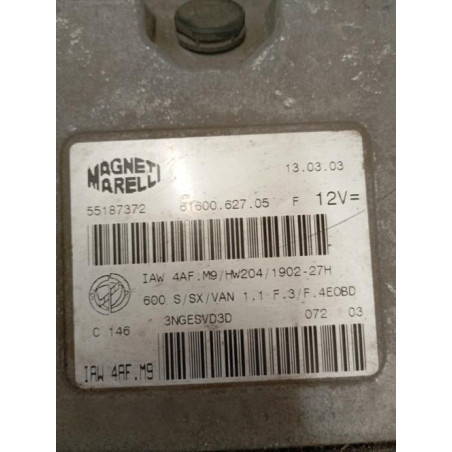 MAGNETI
MARELLI
13.03.03
55187372 61600.627.05 F 12V=
IAW 4AF.M9/HW204/1902-27H
600 S/SX/VAN 1.1 F.3/F.4EOBD
C.146 3NGESVD3D 072 03
IAW 4AF.M9